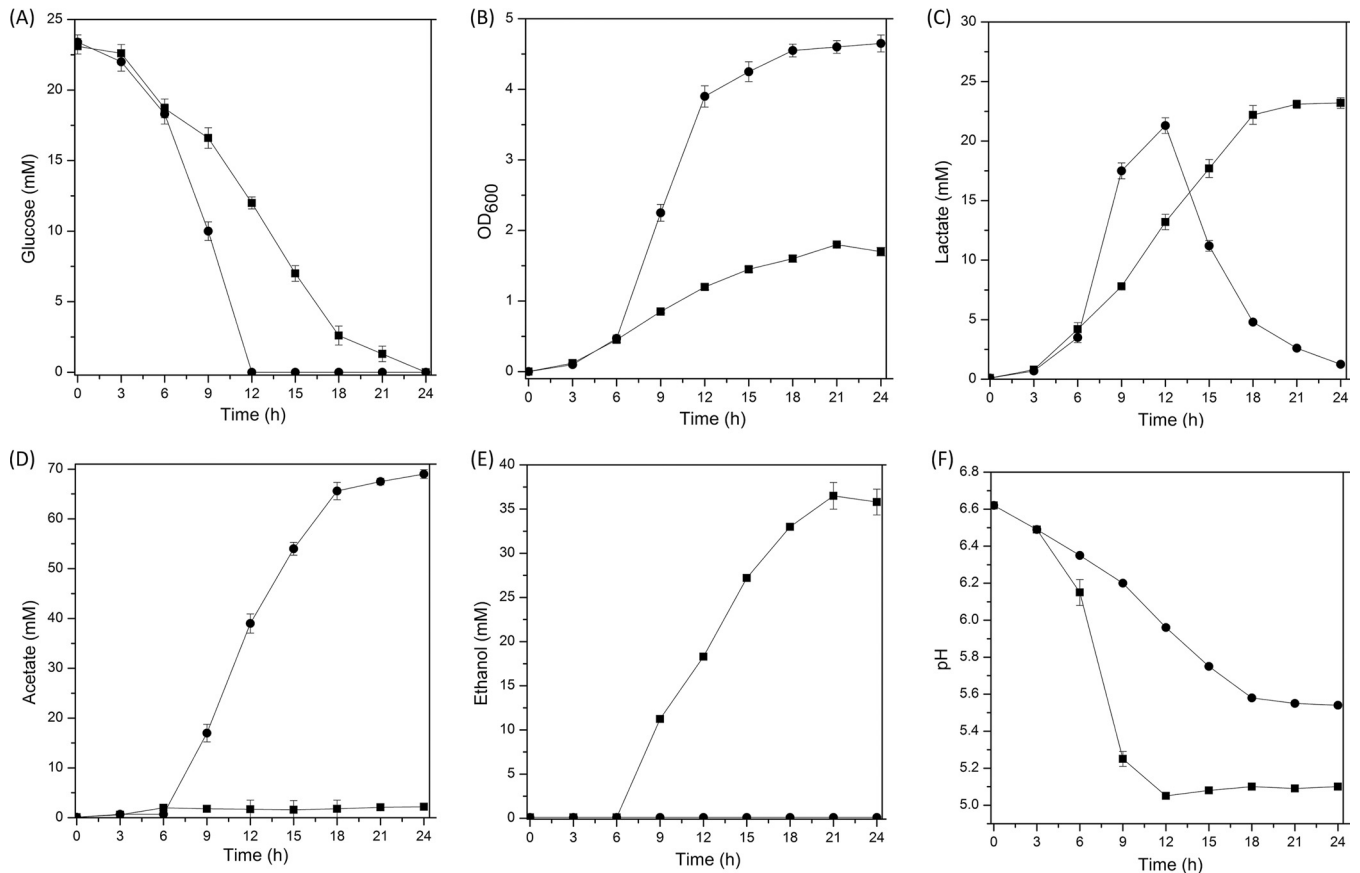 (A)
25
20
15
10
5
0
Glucose (mM)
0 3 6 9 12 15 18 21 24
Time (h)
(B)
5
4
3
2
1
0
OD600
0 3 6 9 12 15 18 21 24
Time (h)
(C)
30
25
20
15
10
5
0
Lactate (mM)
0 3 6 9 12 15 18 21 24
Time (h)
(D)
70
60
50
40
30
20
10
0
Acetate (mM)
0 3 6 9 12 15 18 21 24
Time (h)
(E)
40
35
30
25
20
15
10
5
0
Ethanol (mM)
0 3 6 9 12 15 18 21 24
Time (h)
(F)
6.8
6.6
6.4
6.2
6.0
5.8
5.6
5.4
5.2
5.0
pH
0 3 6 9 12 15 18 21 24
Time (h)